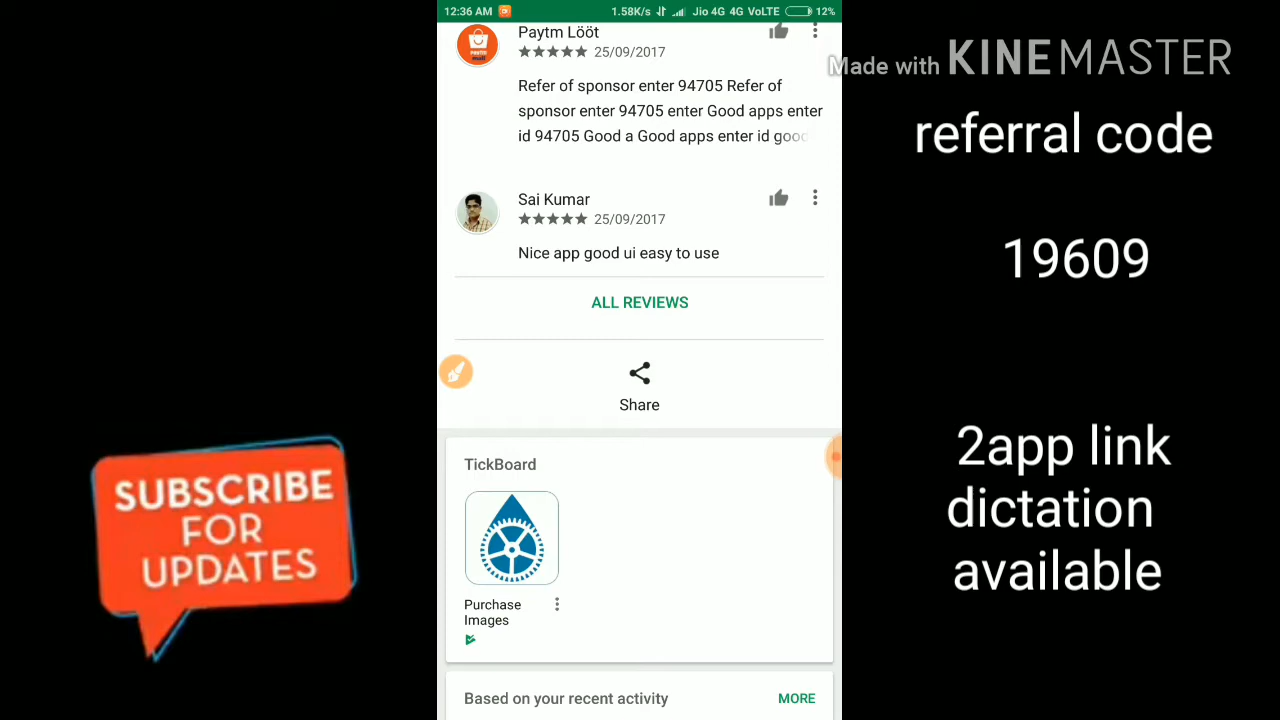 12:36 AM
1.58K/s
Jio 4G 4G VoLTE
12%
Paytm Lööt
25/09/2017
Refer of sponsor enter 94705 Refer of
sponsor enter 94705 enter Good apps enter
id 94705 Good a Good apps enter id good
Sai Kumar
25/09/2017
Nice app good ui easy to use
ALL REVIEWS
Share
TickBoard
Purchase
Images
Based on your recent activity
MORE
SUBSCRIBE
FOR
UPDATES
Made with KINEMASTER
referral code
19609
2app link
dictation
available